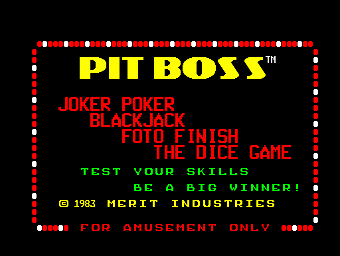 PIT BOSS™
JOKER POKER
BLACKJACK
FOTO FINISH
THE DICE GAME
TEST YOUR SKILLS
BE A BIG WINNER!
© 1983 MERIT INDUSTRIES
FOR AMUSEMENT ONLY